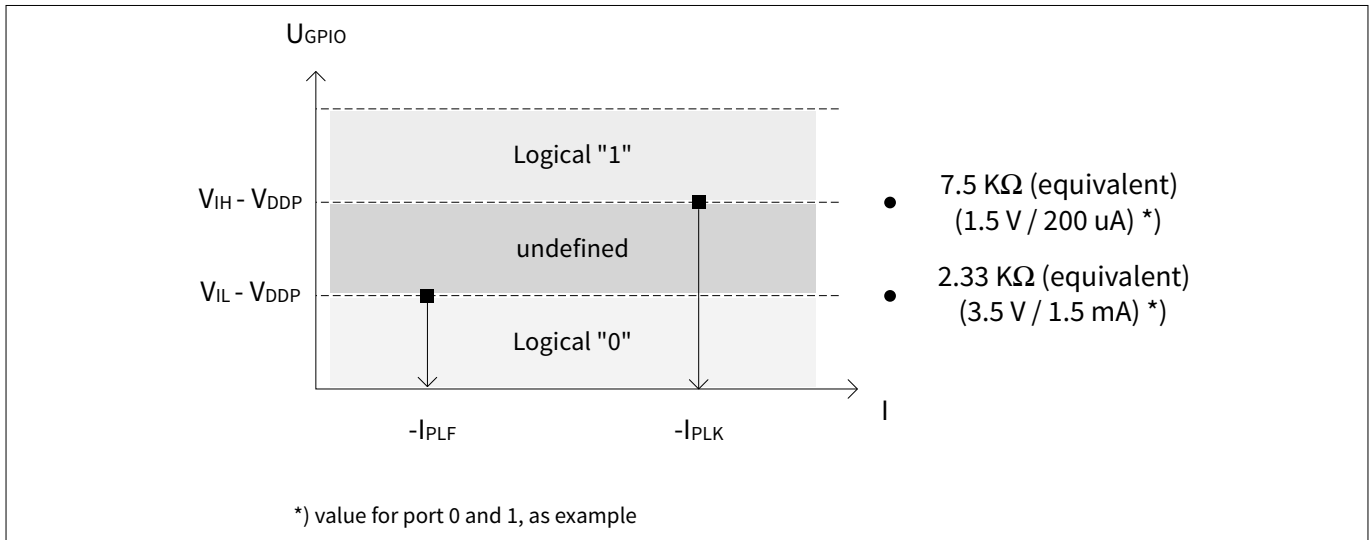 UGPIO
Logical "1"
VIH - VDDP
7.5 KΩ (equivalent)
(1.5 V / 200 uA) *)
undefined
VIL - VDDP
2.33 KΩ (equivalent)
(3.5 V / 1.5 mA) *)
Logical "0"
I
-IPLF
-IPLK
*) value for port 0 and 1, as example